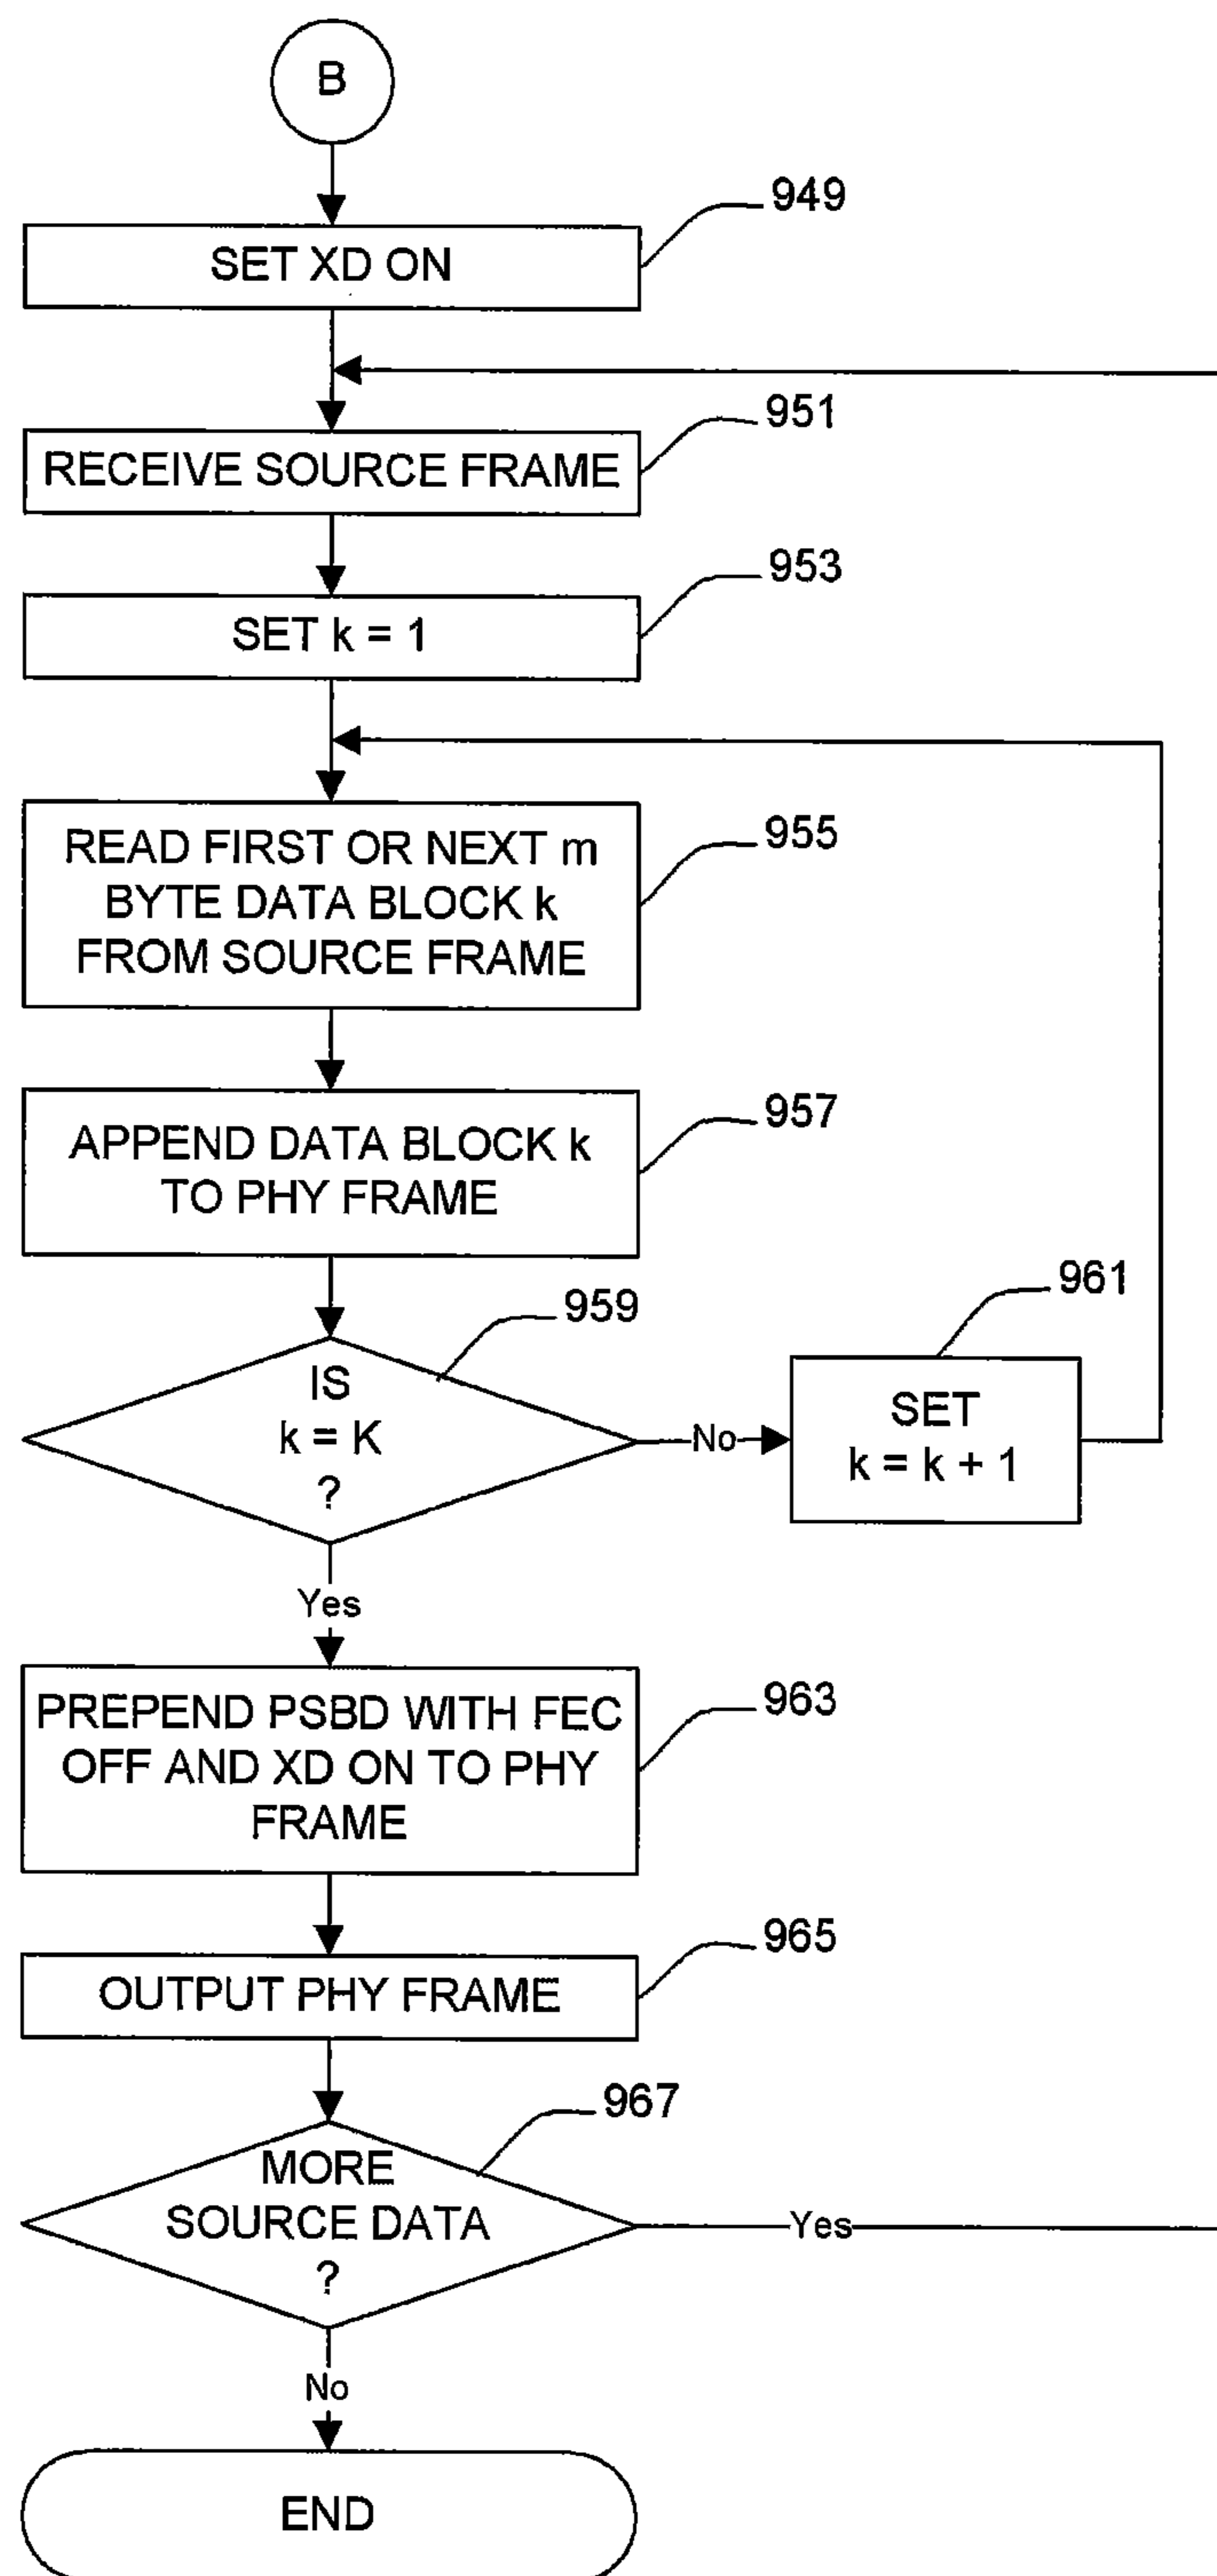 B
949
SET XD ON
951
RECEIVE SOURCE FRAME
953
SET k = 1
955
READ FIRST OR NEXT m
BYTE DATA BLOCK k
FROM SOURCE FRAME
957
APPEND DATA BLOCK k
TO PHY FRAME
959
IS
k = K
?
No
961
SET
k = k + 1
Yes
963
PREPEND PSBD WITH FEC
OFF AND XD ON TO PHY
FRAME
965
OUTPUT PHY FRAME
967
MORE
SOURCE DATA
?
Yes
No
END